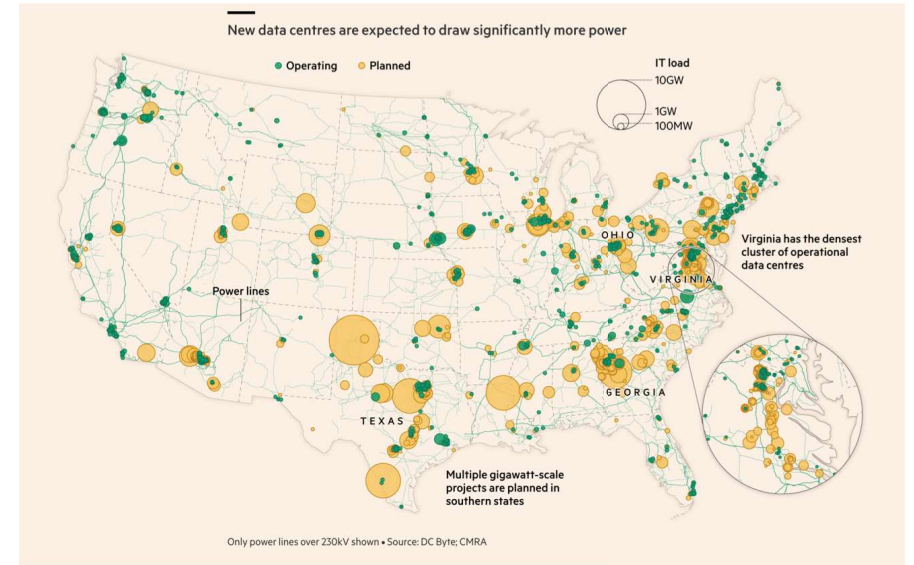 New data centres are expected to draw significantly more power
Operating
Planned
IT load
10GW
1GW
100MW
OHIO
Virginia has the densest
cluster of operational
data centres
VIRGINIA
Power lines
GEORGIA
TEXAS
Multiple gigawatt-scale
projects are planned in
southern states
Only power lines over 230kV shown • Source: DC Byte; CMRA